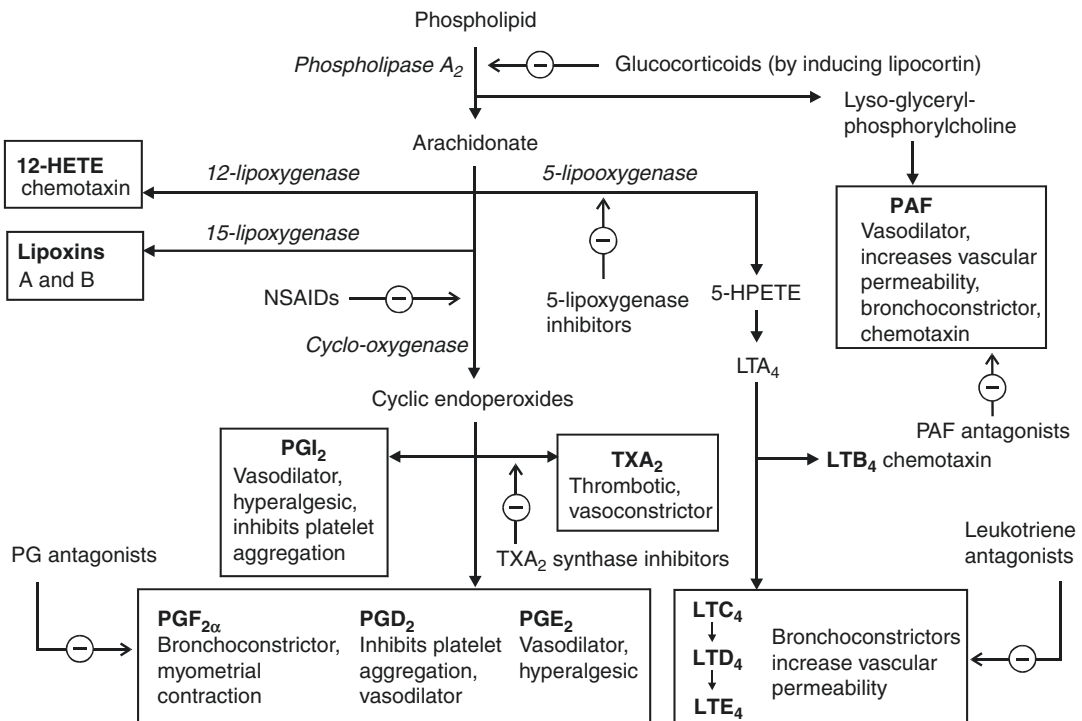 Phospholipid
Phospholipase A₂
Glucocorticoids (by inducing lipocortin)
Lyso-glyceryl-
phosphorylcholine
Arachidonate
12-HETE
chemotaxin
12-lipoxygenase
5-lipooxygenase
PAF
Vasodilator,
increases vascular
permeability,
bronchoconstrictor,
chemotaxin
15-lipoxygenase
Lipoxins
A and B
NSAIDs
5-lipoxygenase
inhibitors
5-HPETE
Cyclo-oxygenase
LTA₄
Cyclic endoperoxides
PAF antagonists
PGI₂
Vasodilator,
hyperalgesic,
inhibits platelet
aggregation
TXA₂
Thrombotic,
vasoconstrictor
LTB₄ chemotaxin
PG antagonists
TXA₂ synthase inhibitors
Leukotriene
antagonists
PGF₂α
Bronchoconstrictor,
myometrial
contraction
PGD₂
Inhibits platelet
aggregation,
vasodilator
PGE₂
Vasodilator,
hyperalgesic
LTC₄
LTD₄
LTE₄
Bronchoconstrictors
increase vascular
permeability